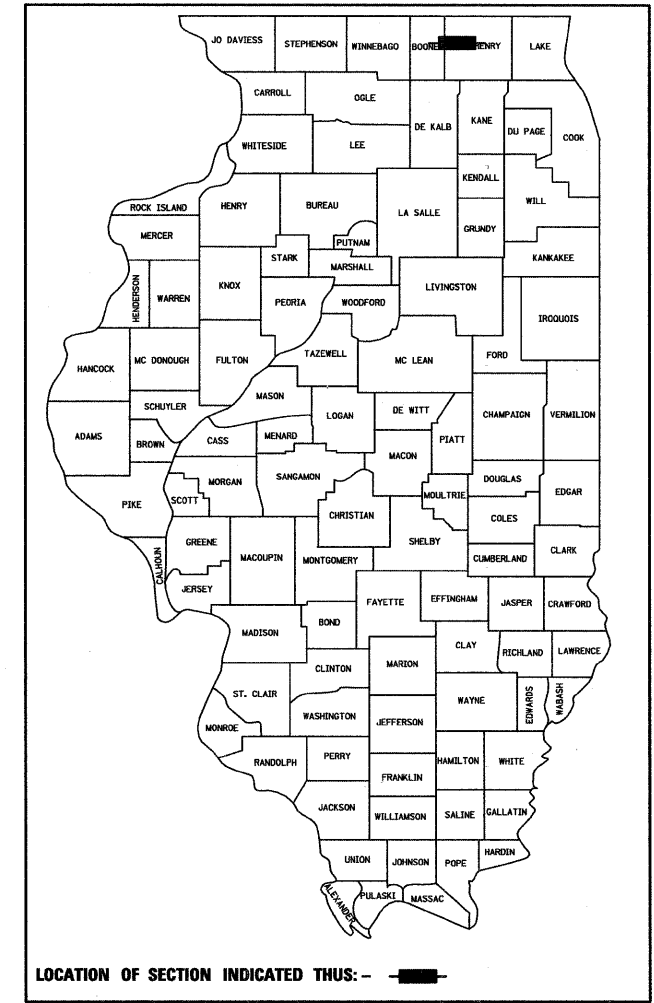 JO DAVIESS
STEPHENSON
WINNEBAGO
BOONE
HENRY
LAKE
CARROLL
OGLE
DE KALB
KANE
DU PAGE
COOK
WHITESIDE
LEE
KENDALL
ROCK ISLAND
HENRY
BUREAU
LA SALLE
WILL
GRUNDY
MERCER
PUTNAM
STARK
MARSHALL
KANKAKEE
HENDERSON
WARREN
KNOX
PEORIA
WOODFORD
LIVINGSTON
IROQUOIS
HANCOCK
MC DONOUGH
FULTON
TAZEWELL
MC LEAN
FORD
SCHUYLER
MASON
LOGAN
DE WITT
CHAMPAIGN
VERMILION
ADAMS
BROWN
CASS
MENARD
MACON
PIATT
PIKE
SCOTT
MORGAN
SANGAMON
CHRISTIAN
MOULTRIE
DOUGLAS
EDGAR
COLES
CALHOUN
GREENE
MACOUPIN
MONTGOMERY
SHELBY
CUMBERLAND
CLARK
JERSEY
FAYETTE
EFFINGHAM
JASPER
CRAWFORD
MADISON
BOND
CLAY
RICHLAND
LAWRENCE
CLINTON
MARION
ST. CLAIR
WAYNE
EDWARDS
WABASH
MONROE
WASHINGTON
JEFFERSON
RANDOLPH
PERRY
HAMILTON
WHITE
FRANKLIN
JACKSON
WILLIAMSON
SALINE
GALLATIN
UNION
JOHNSON
POPE
HARDIN
ALEXANDER
PULASKI
MASSAC
LOCATION OF SECTION INDICATED THUS: -